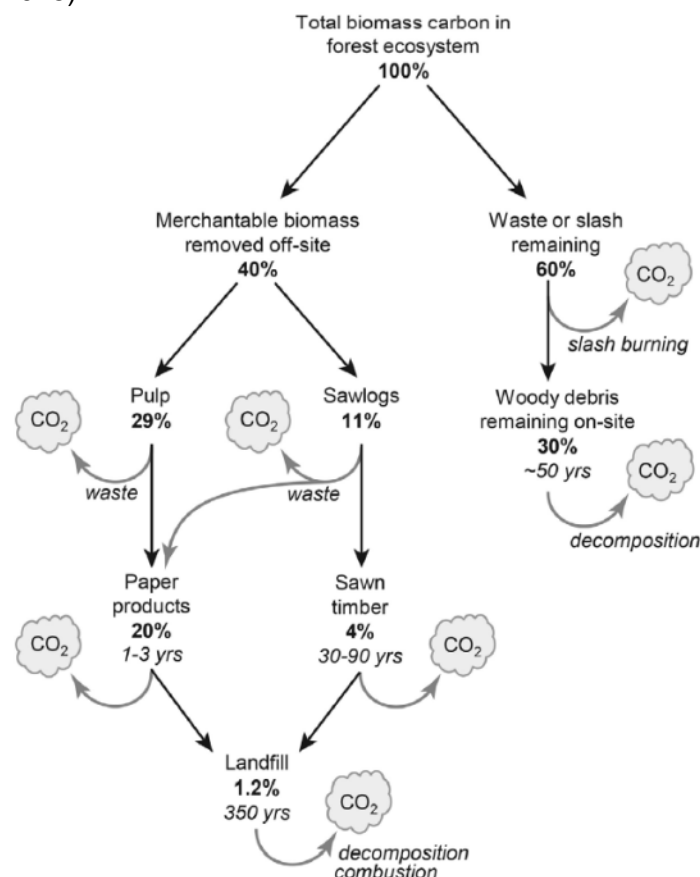 Total biomass carbon in
forest ecosystem
100%
Merchantable biomass
removed off-site
40%
Waste or slash
remaining
60%
CO2
slash burning
Pulp
29%
CO2
waste
Sawlogs
11%
CO2
waste
Woody debris
remaining on-site
30%
~50 yrs
CO2
decomposition
Paper
products
20%
1-3 yrs
CO2
Sawn
timber
4%
30-90 yrs
CO2
Landfill
1.2%
350 yrs
CO2
decomposition
combustion